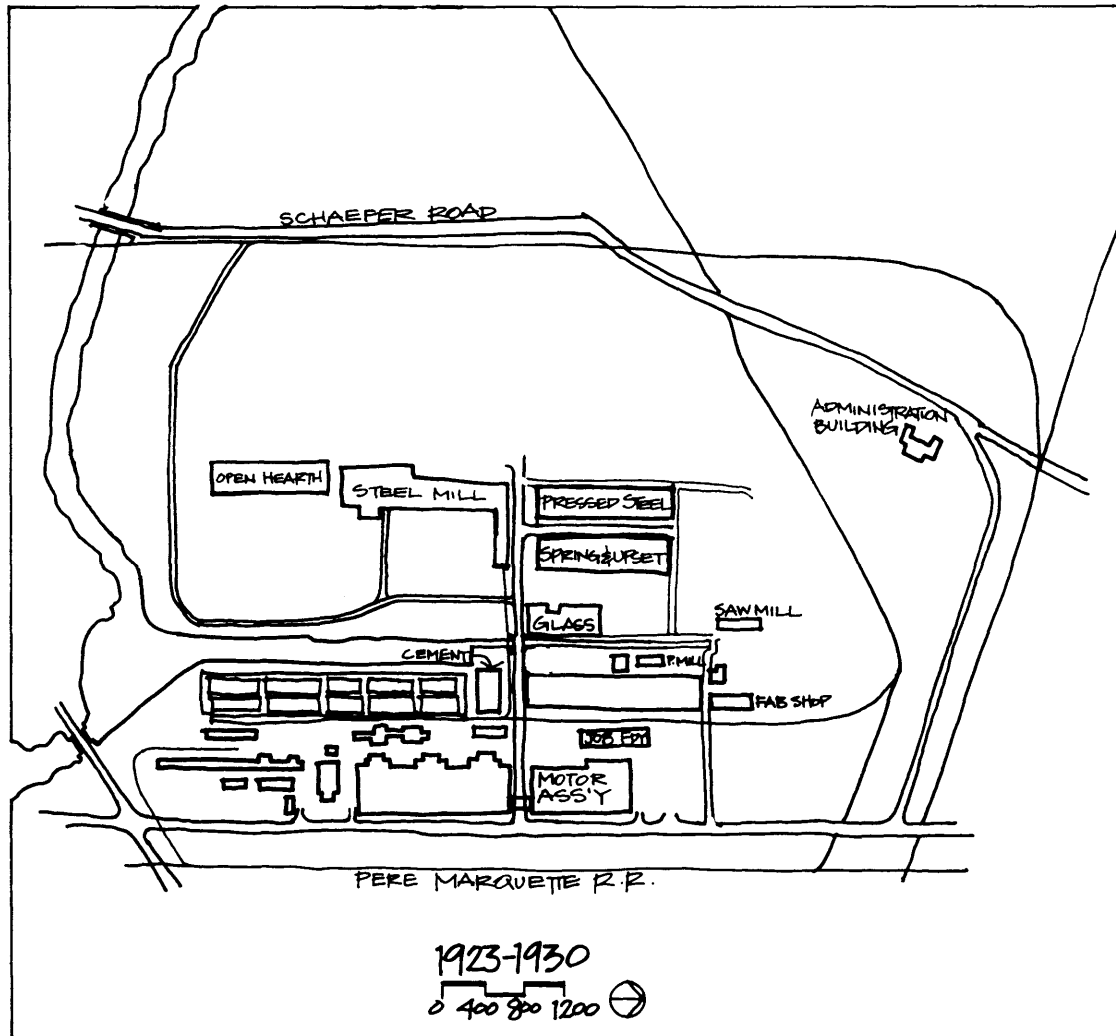 SCHAEFER ROAD
ADMINISTRATION
BUILDING
OPEN HEARTH
STEEL MILL
PRESSED STEEL
SPRING & UPSET
GLASS
SAW MILL
CEMENT
P. MILL
FAB SHOP
JOB FDY
MOTOR
ASS'Y
PERE MARQUETTE R.R.
1923-1930
0 400 800 1200